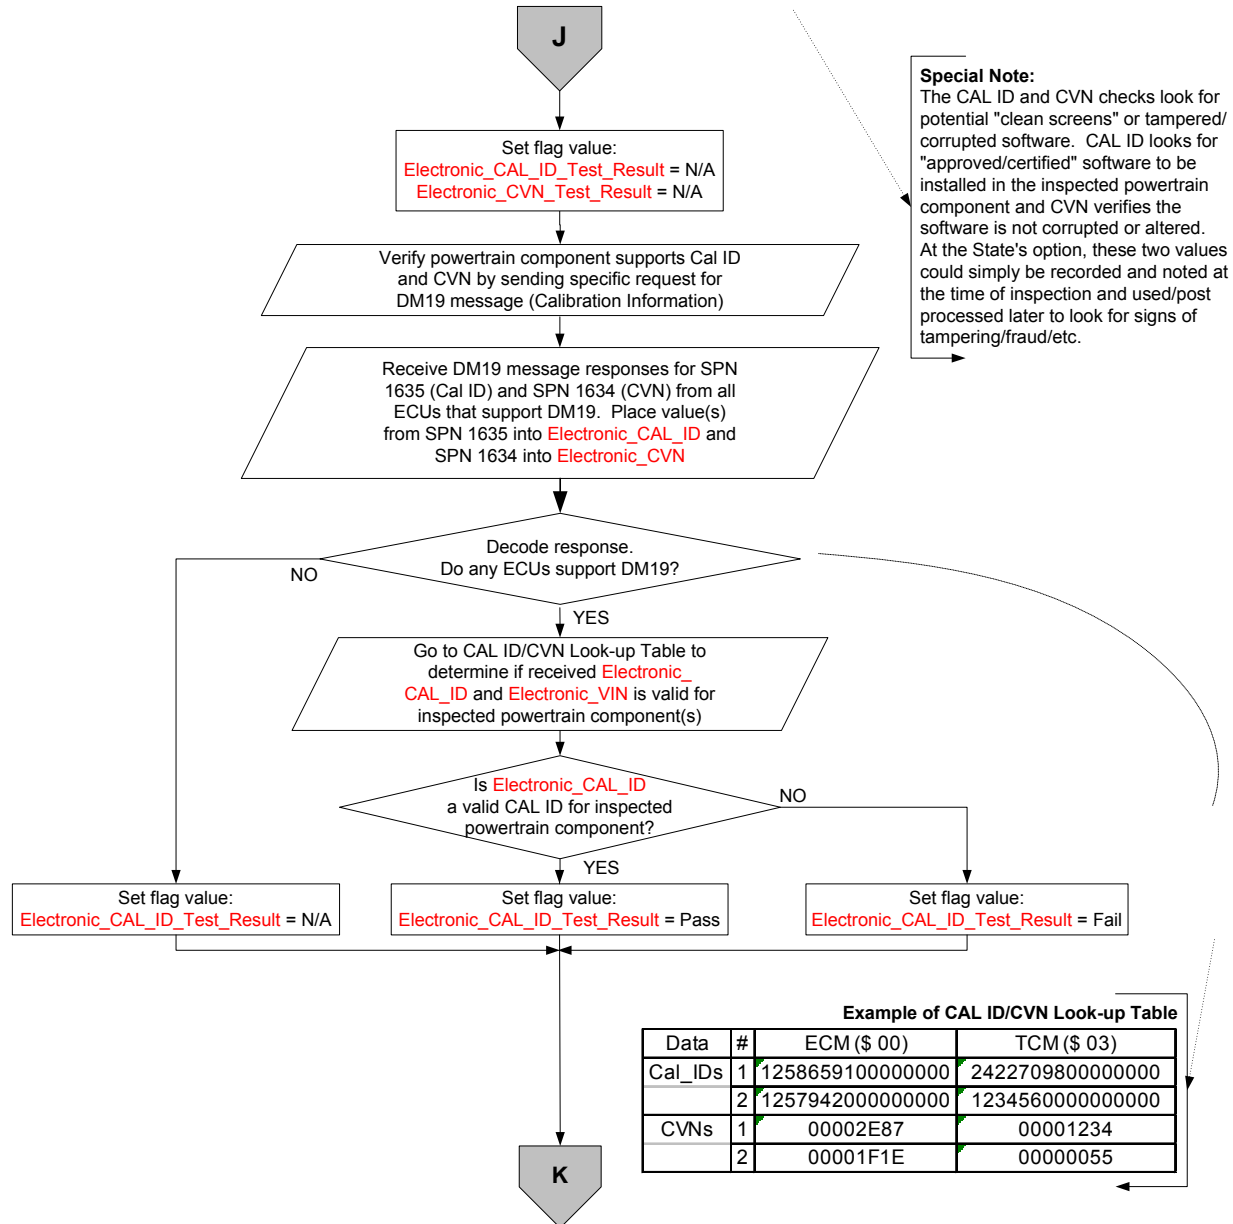 J
Special Note:
The CAL ID and CVN checks look for
potential "clean screens" or tampered/
corrupted software. CAL ID looks for
"approved/certified" software to be
installed in the inspected powertrain
component and CVN verifies the
software is not corrupted or altered.
At the State's option, these two values
could simply be recorded and noted at
the time of inspection and used/post
processed later to look for signs of
tampering/fraud/etc.
Set flag value:
Electronic_CAL_ID_Test_Result = N/A
Electronic_CVN_Test_Result = N/A
Verify powertrain component supports Cal ID
and CVN by sending specific request for
DM19 message (Calibration Information)
Receive DM19 message responses for SPN
1635 (Cal ID) and SPN 1634 (CVN) from all
ECUs that support DM19. Place value(s)
from SPN 1635 into Electronic_CAL_ID and
SPN 1634 into Electronic_CVN
Decode response.
Do any ECUs support DM19?
NO
YES
Go to CAL ID/CVN Look-up Table to
determine if received Electronic_
CAL_ID and Electronic_VIN is valid for
inspected powertrain component(s)
Is Electronic_CAL_ID
a valid CAL ID for inspected
powertrain component?
NO
YES
Set flag value:
Electronic_CAL_ID_Test_Result = N/A
Set flag value:
Electronic_CAL_ID_Test_Result = Pass
Set flag value:
Electronic_CAL_ID_Test_Result = Fail
Example of CAL ID/CVN Look-up Table
Data # ECM ($ 00) TCM ($ 03)
Cal_IDs 1 1258659100000000 2422709800000000
2 1257942000000000 1234560000000000
CVNs 1 00002E87 00001234
2 00001F1E 00000055
K